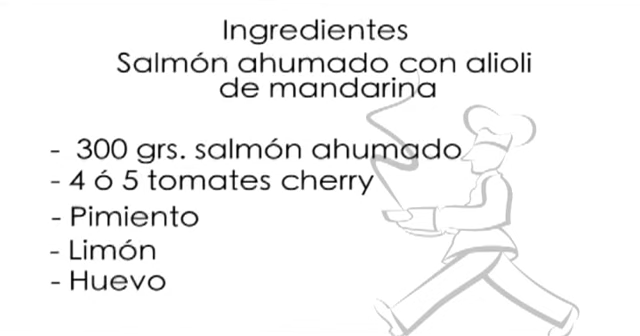 Ingredientes
Salmón ahumado con alioli
de mandarina
- 300 grs. salmón ahumado
- 4 ó 5 tomates cherry
- Pimiento
- Limón
- Huevo